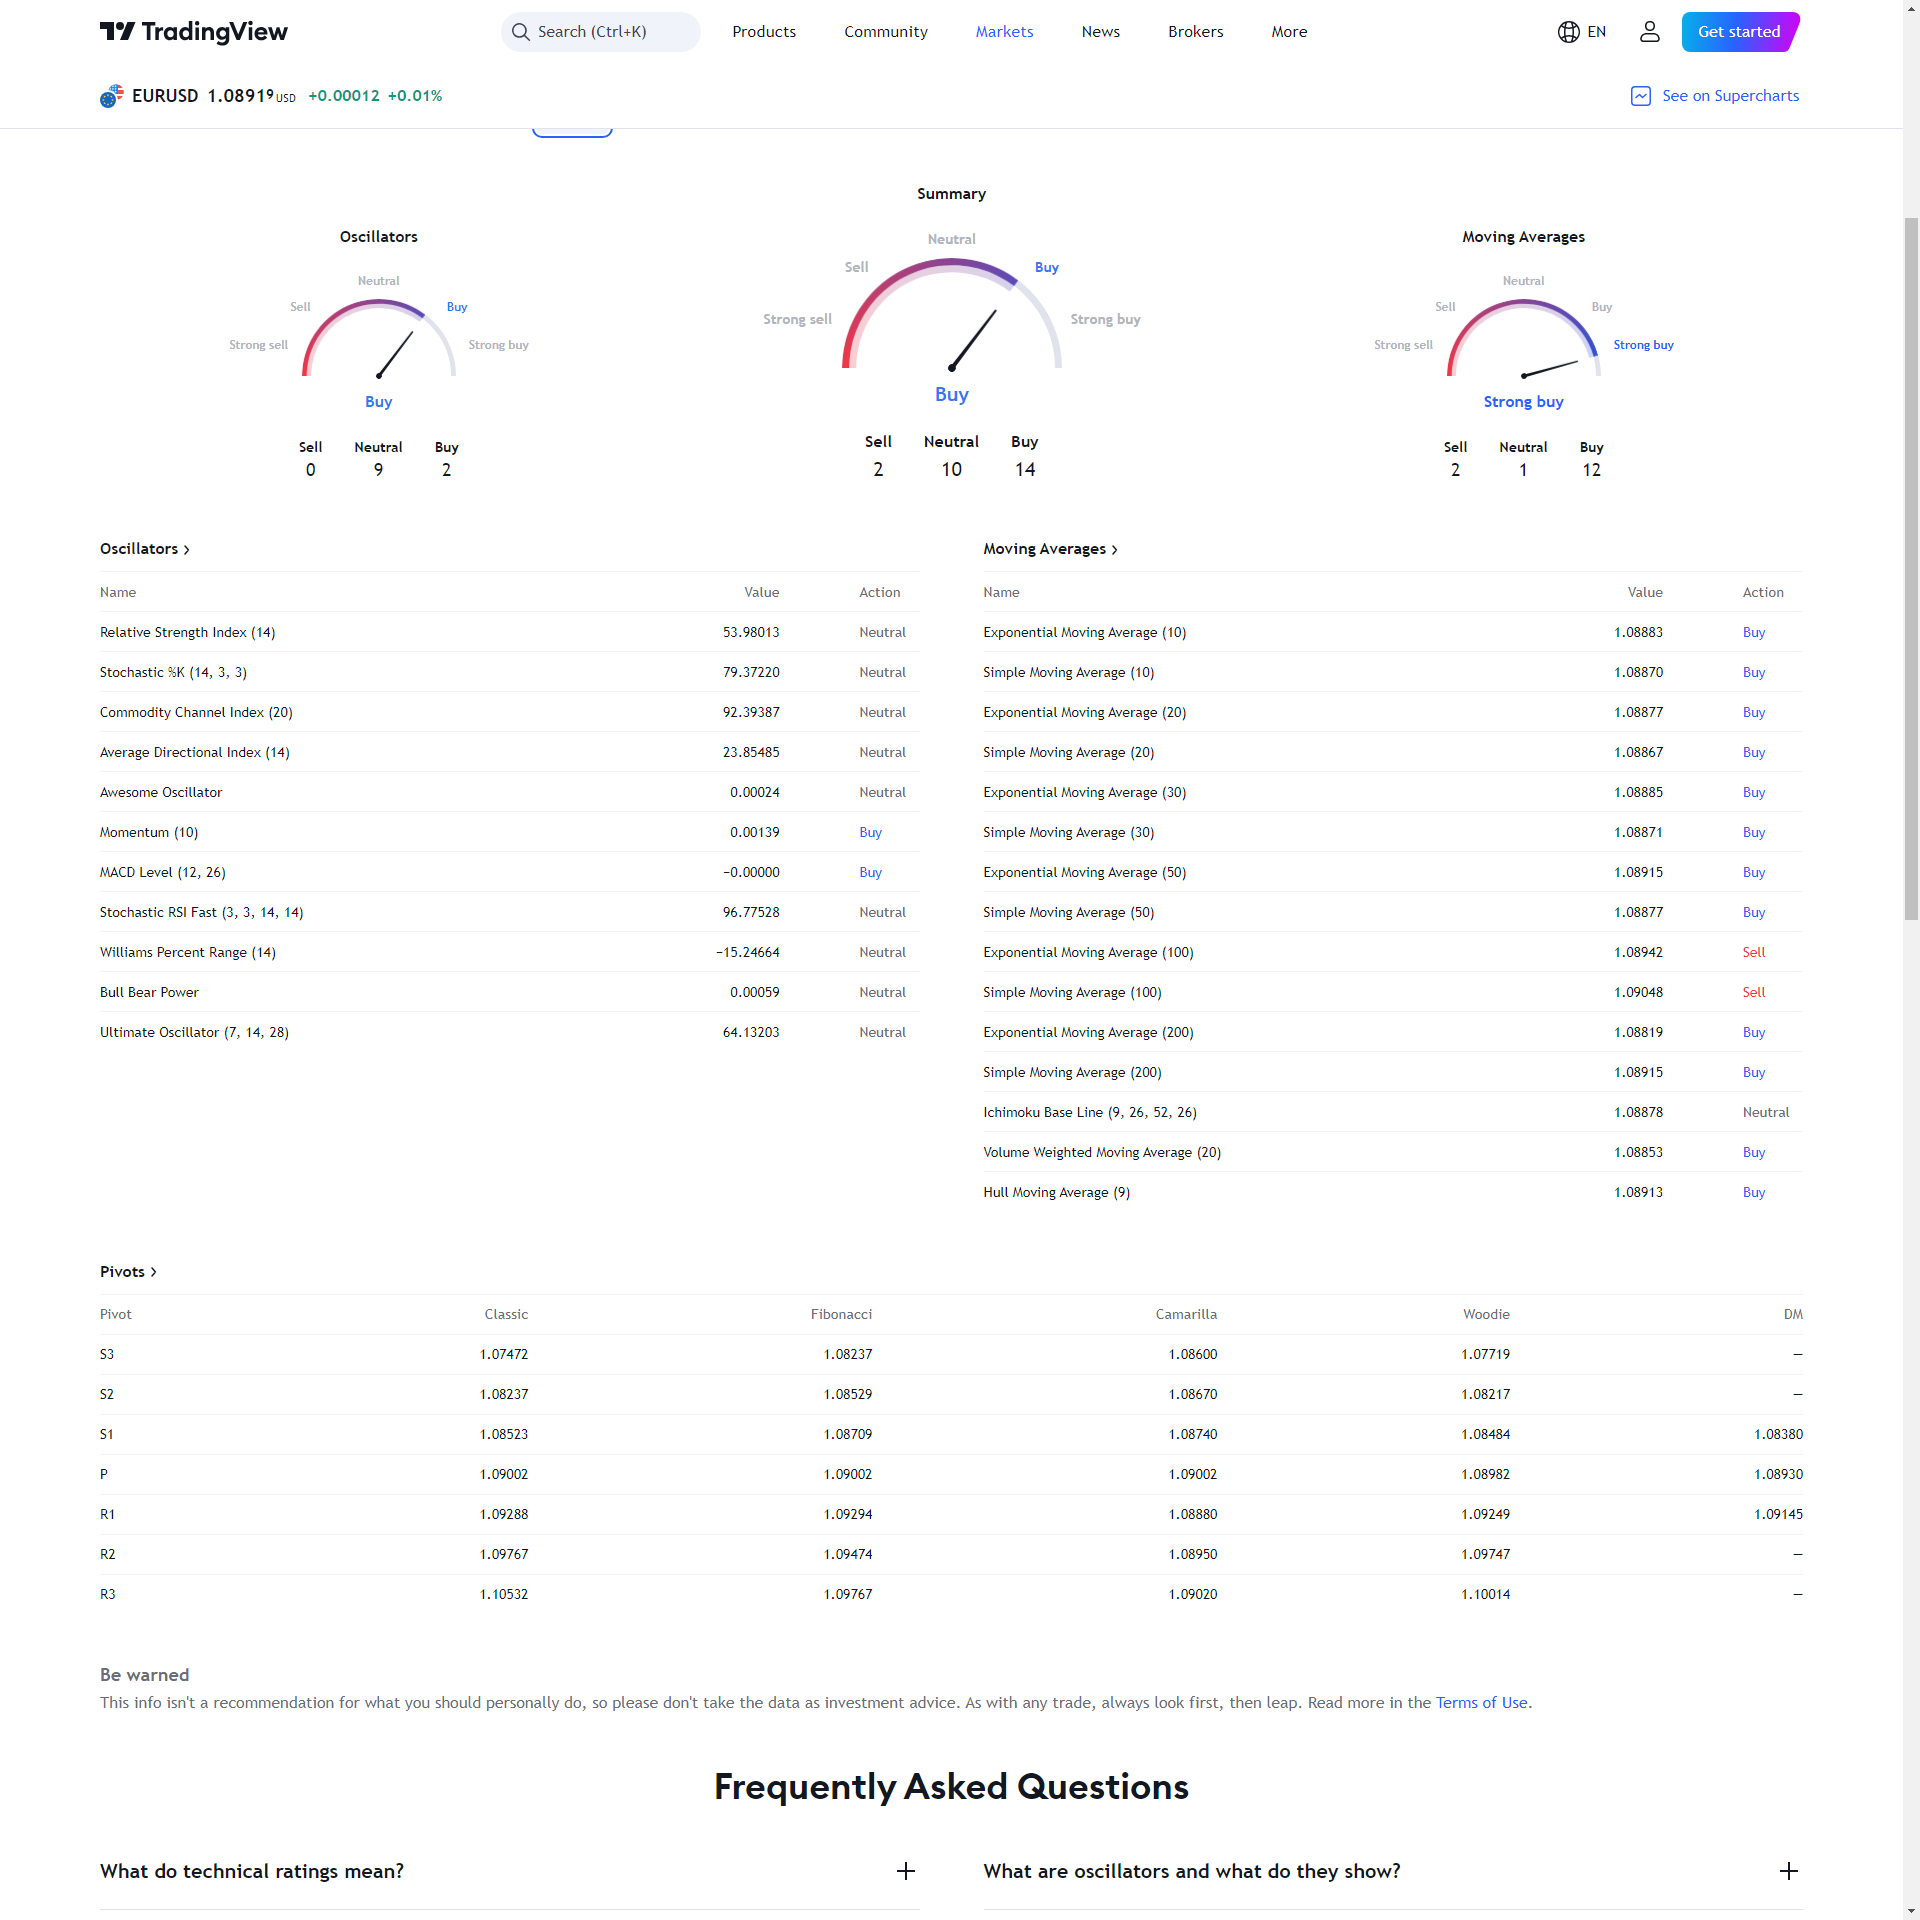 TradingView
Search (Ctrl+K)
Products
Community
Markets
News
Brokers
More
EN
Get started
EURUSD 1.08919 USD +0.00012 +0.01%
See on Supercharts
Oscillators
Neutral
Sell
Buy
Strong sell
Strong buy
Buy
Sell Neutral Buy
0 9 2
Summary
Neutral
Sell
Buy
Strong sell
Strong buy
Buy
Sell Neutral Buy
2 10 14
Moving Averages
Neutral
Sell
Buy
Strong sell
Strong buy
Strong buy
Sell Neutral Buy
2 1 12
Oscillators
Name Value Action
Relative Strength Index (14) 53.98013 Neutral
Stochastic %K (14, 3, 3) 79.37220 Neutral
Commodity Channel Index (20) 92.39387 Neutral
Average Directional Index (14) 23.85485 Neutral
Awesome Oscillator 0.00024 Neutral
Momentum (10) 0.00139 Buy
MACD Level (12, 26) −0.00000 Buy
Stochastic RSI Fast (3, 3, 14, 14) 96.77528 Neutral
Williams Percent Range (14) −15.24664 Neutral
Bull Bear Power 0.00059 Neutral
Ultimate Oscillator (7, 14, 28) 64.13203 Neutral
Moving Averages
Name Value Action
Exponential Moving Average (10) 1.08883 Buy
Simple Moving Average (10) 1.08870 Buy
Exponential Moving Average (20) 1.08877 Buy
Simple Moving Average (20) 1.08867 Buy
Exponential Moving Average (30) 1.08885 Buy
Simple Moving Average (30) 1.08871 Buy
Exponential Moving Average (50) 1.08915 Buy
Simple Moving Average (50) 1.08877 Buy
Exponential Moving Average (100) 1.08942 Sell
Simple Moving Average (100) 1.09048 Sell
Exponential Moving Average (200) 1.08819 Buy
Simple Moving Average (200) 1.08915 Buy
Ichimoku Base Line (9, 26, 52, 26) 1.08878 Neutral
Volume Weighted Moving Average (20) 1.08853 Buy
Hull Moving Average (9) 1.08913 Buy
Pivots
Pivot Classic Fibonacci Camarilla Woodie DM
S3 1.07472 1.08237 1.08600 1.07719 —
S2 1.08237 1.08529 1.08670 1.08217 —
S1 1.08523 1.08709 1.08740 1.08484 1.08380
P 1.09002 1.09002 1.09002 1.08982 1.08930
R1 1.09288 1.09294 1.08880 1.09249 1.09145
R2 1.09767 1.09474 1.08950 1.09747 —
R3 1.10532 1.09767 1.09020 1.10014 —
Be warned
This info isn't a recommendation for what you should personally do, so please don't take the data as investment advice. As with any trade, always look first, then leap. Read more in the Terms of Use.
Frequently Asked Questions
What do technical ratings mean?
What are oscillators and what do they show?